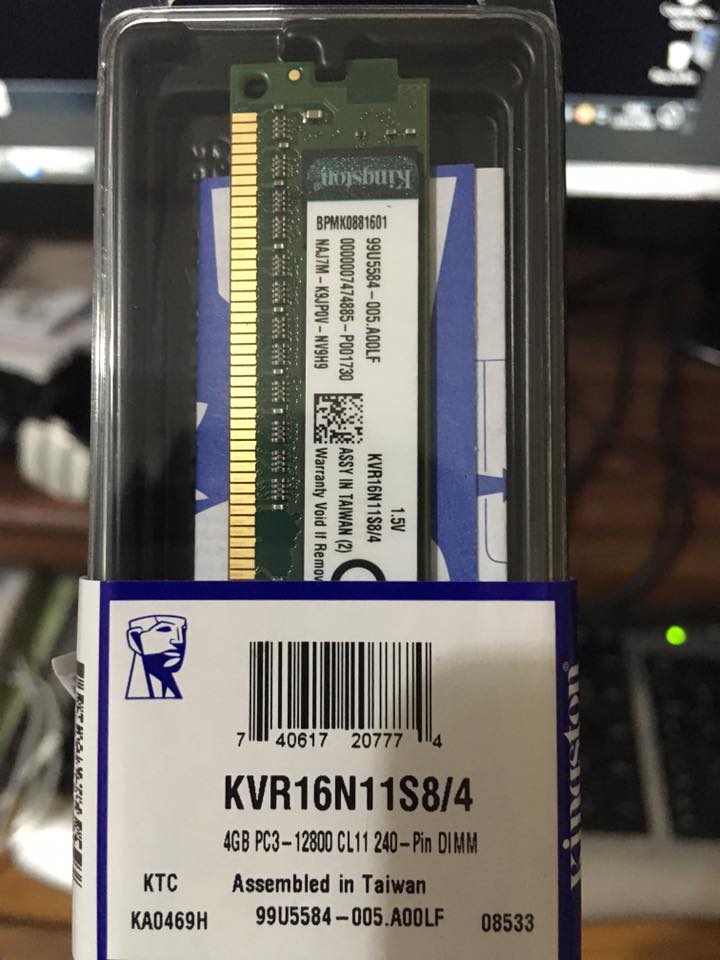 Kingston
BPMK0881601
99U5584-005.A00LF
0000007474885-P001730
NAJ7M-K9JP0V-NV9H9
1.5V
KVR16N11S8/4
ASSY IN TAIWAN (2)
Warranty Void If Remov
7 40617 20777 4
KVR16N11S8/4
4GB PC3-12800 CL11 240-Pin DIMM
KTC Assembled in Taiwan
KA0469H 99U5584-005.A00LF 08533
Kingston